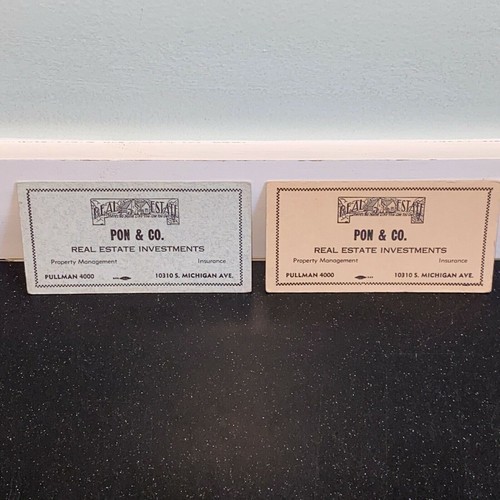 REAL ESTATE
PON & CO.
REAL ESTATE INVESTMENTS
Property Management Insurance
PULLMAN 4000 10310 S. MICHIGAN AVE.
REAL ESTATE
PON & CO.
REAL ESTATE INVESTMENTS
Property Management Insurance
PULLMAN 4000 10310 S. MICHIGAN AVE.